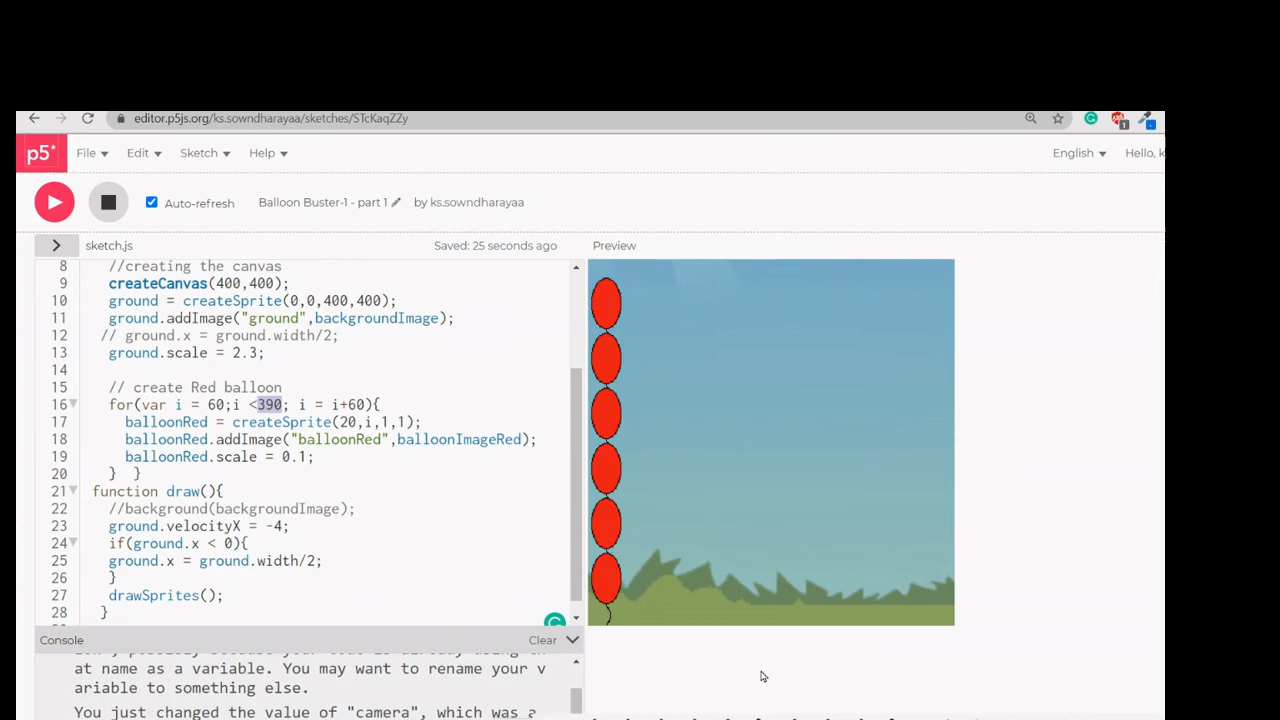 editor.p5js.org/ks.sowndharayaa/sketches/STcKaqZZy
1
p5* File Edit Sketch Help English Hello, k
Auto-refresh Balloon Buster-1 - part 1 by ks.sowndharayaa
sketch.js Saved: 25 seconds ago Preview
8 //creating the canvas
9 createCanvas(400,400);
10 ground = createSprite(0,0,400,400);
11 ground.addImage("ground",backgroundImage);
12 // ground.x = ground.width/2;
13 ground.scale = 2.3;
14
15 // create Red balloon
16 for(var i = 60;i <390; i = i+60){
17 balloonRed = createSprite(20,i,1,1);
18 balloonRed.addImage("balloonRed",balloonImageRed);
19 balloonRed.scale = 0.1;
20 } }
21 function draw(){
22 //background(backgroundImage);
23 ground.velocityX = -4;
24 if(ground.x < 0){
25 ground.x = ground.width/2;
26 }
27 drawSprites();
28 }
Console Clear
at name as a variable. You may want to rename your v
ariable to something else.
You just changed the value of "camera", which was a